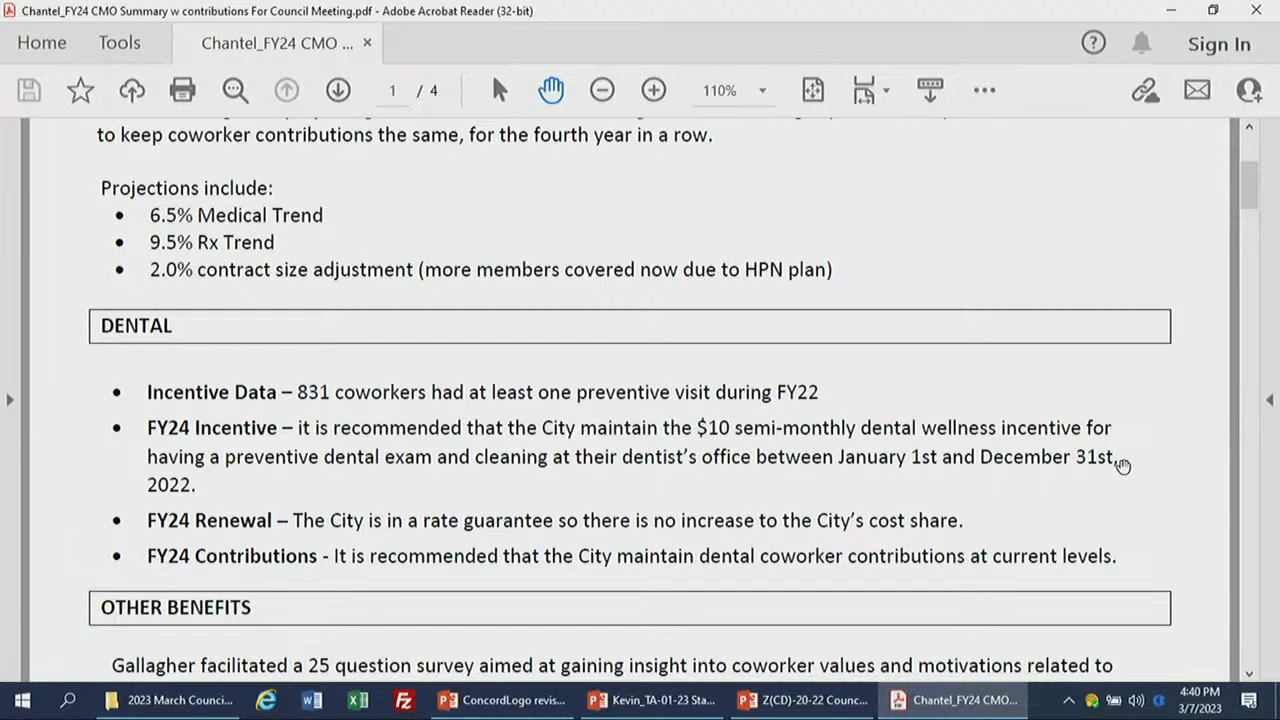 Chantel_FY24 CMO Summary w contributions For Council Meeting.pdf - Adobe Acrobat Reader (32-bit)
Home Tools Chantel_FY24 CMO ... × Sign In
1 / 4 110%
to keep coworker contributions the same, for the fourth year in a row.
Projections include:
• 6.5% Medical Trend
• 9.5% Rx Trend
• 2.0% contract size adjustment (more members covered now due to HPN plan)
DENTAL
• Incentive Data – 831 coworkers had at least one preventive visit during FY22
• FY24 Incentive – it is recommended that the City maintain the $10 semi-monthly dental wellness incentive for
having a preventive dental exam and cleaning at their dentist's office between January 1st and December 31st,
2022.
• FY24 Renewal – The City is in a rate guarantee so there is no increase to the City's cost share.
• FY24 Contributions - It is recommended that the City maintain dental coworker contributions at current levels.
OTHER BENEFITS
Gallagher facilitated a 25 question survey aimed at gaining insight into coworker values and motivations related to
2023 March Counci... ConcordLogo revis... Kevin_TA-01-23 Sta... Z(CD)-20-22 Counc... Chantel_FY24 CMO... 4:40 PM
3/7/2023